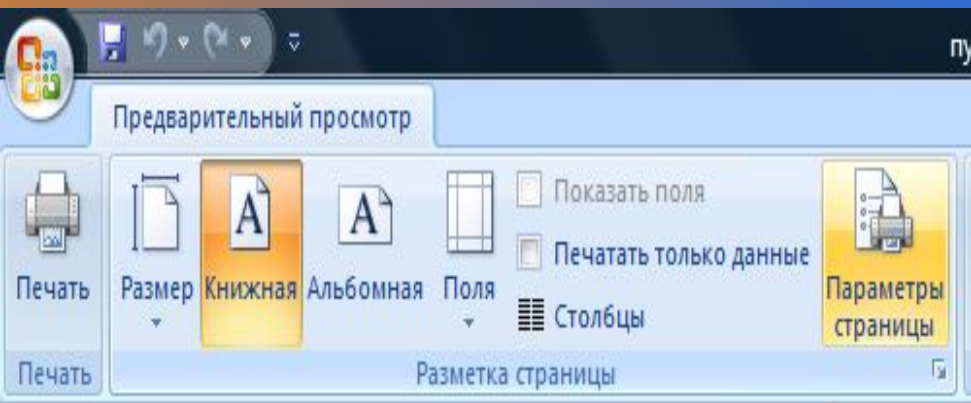 пу
Предварительный просмотр
Показать поля
Печатать только данные
Столбцы
Печать
Размер
Книжная
Альбомная
Поля
Параметры
страницы
Печать
Разметка страницы